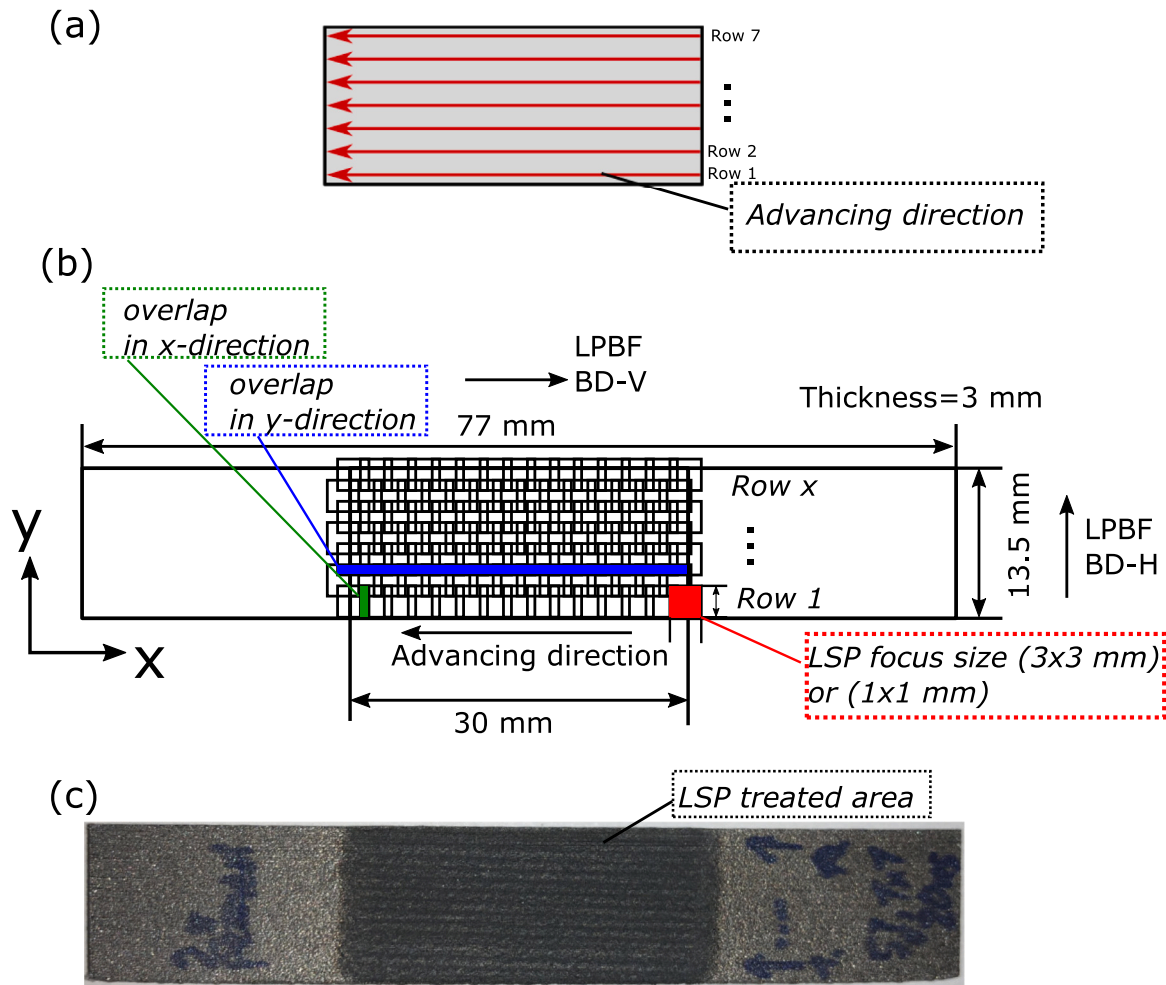 (a)
Row 7
Row 2
Row 1
Advancing direction
(b)
overlap
in x-direction
LPBF
BD-V
overlap
in y-direction
Thickness=3 mm
77 mm
Row x
y
13.5 mm
LPBF
BD-H
Row 1
x
Advancing direction
LSP focus size (3x3 mm)
or (1x1 mm)
30 mm
(c)
LSP treated area